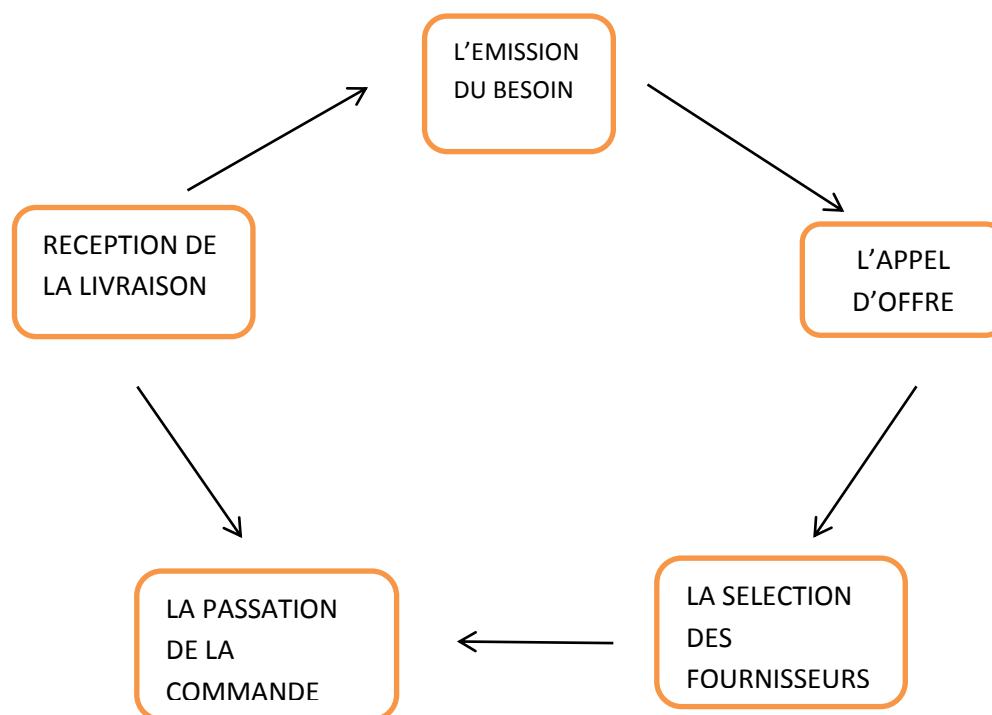 L’EMISSION
DU BESOIN
RECEPTION DE
LA LIVRAISON
L’APPEL
D’OFFRE
LA PASSATION
DE LA
COMMANDE
LA SELECTION
DES
FOURNISSEURS